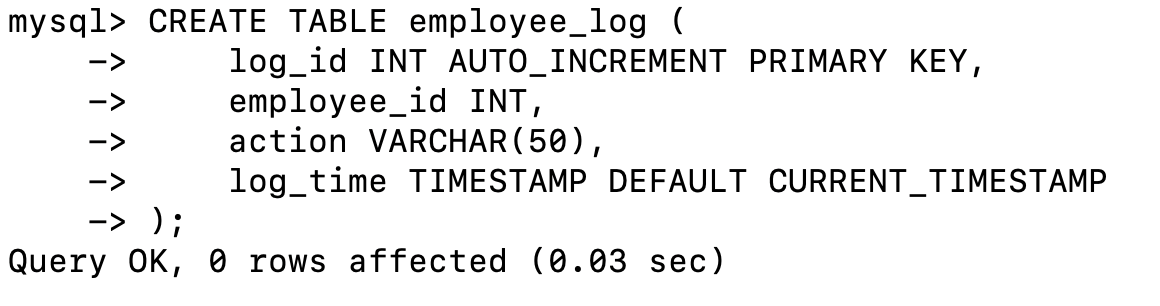 mysql> CREATE TABLE employee_log (
    ->     log_id INT AUTO_INCREMENT PRIMARY KEY,
    ->     employee_id INT,
    ->     action VARCHAR(50),
    ->     log_time TIMESTAMP DEFAULT CURRENT_TIMESTAMP
    -> );
Query OK, 0 rows affected (0.03 sec)